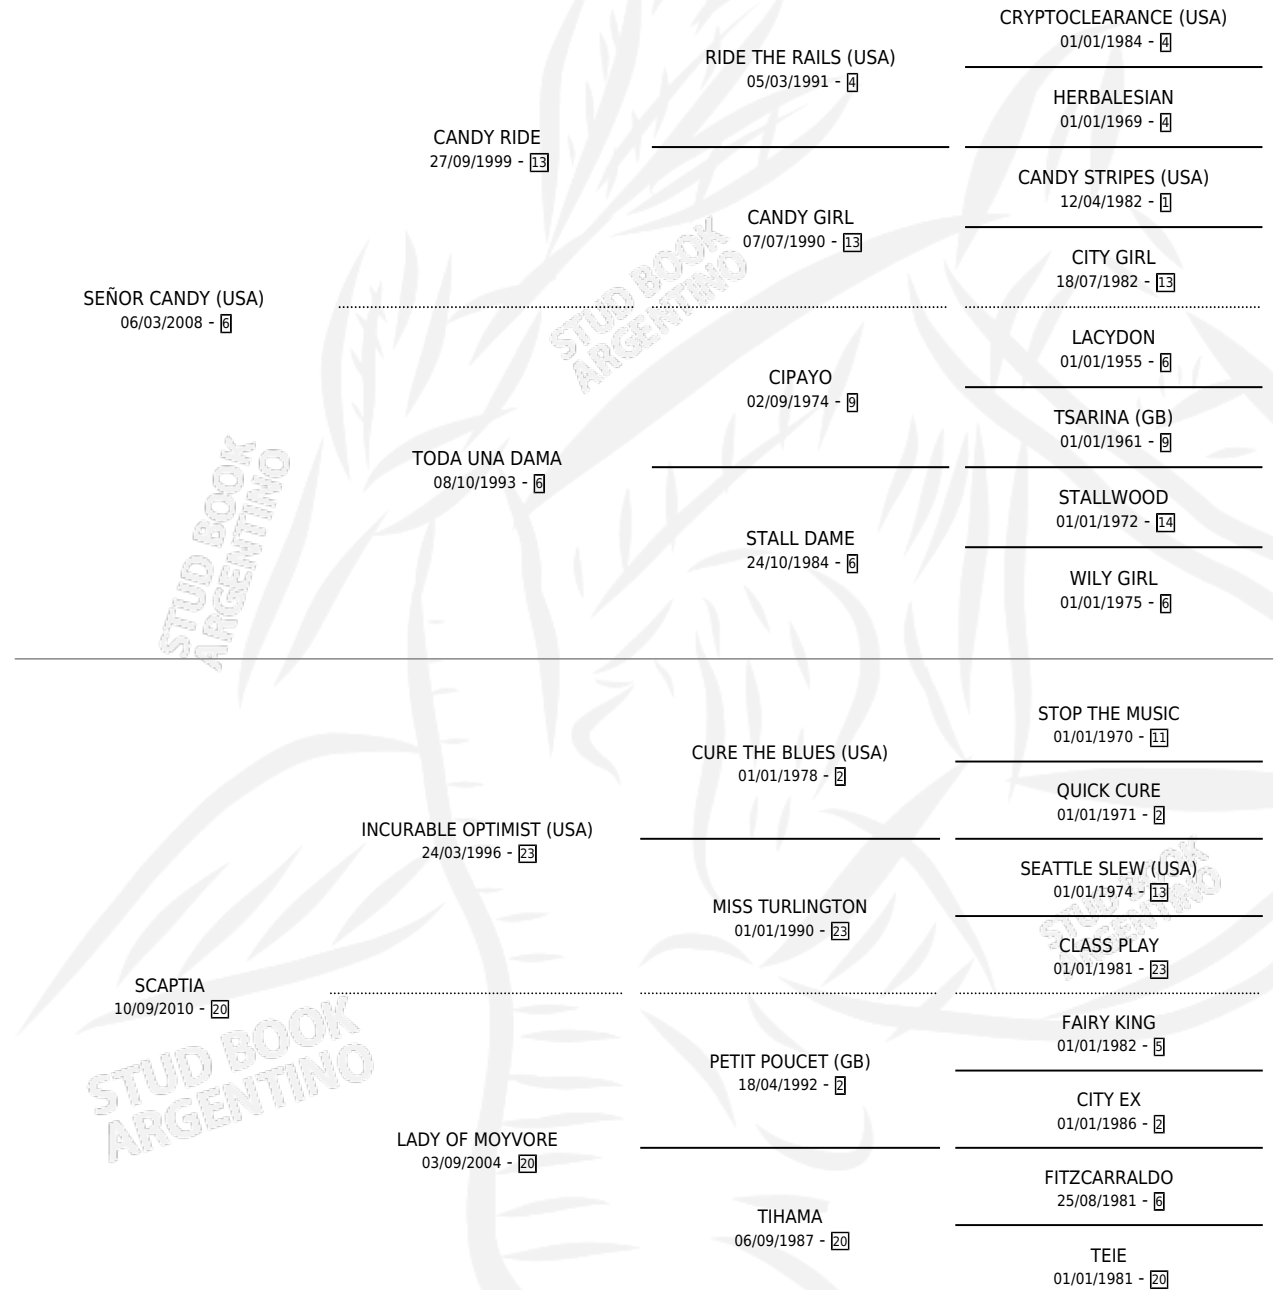 CRYPTOCLEARANCE (USA)
01/01/1984 - 4
RIDE THE RAILS (USA)
05/03/1991 - 4
HERBALESIAN
01/01/1969 - 4
CANDY RIDE
27/09/1999 - 13
CANDY STRIPES (USA)
12/04/1982 - 1
CANDY GIRL
07/07/1990 - 13
CITY GIRL
18/07/1982 - 13
SEÑOR CANDY (USA)
06/03/2008 - 6
LACYDON
01/01/1955 - 6
CIPAYO
02/09/1974 - 9
TSARINA (GB)
01/01/1961 - 9
TODA UNA DAMA
08/10/1993 - 6
STALLWOOD
01/01/1972 - 14
STALL DAME
24/10/1984 - 6
WILY GIRL
01/01/1975 - 6
STOP THE MUSIC
01/01/1970 - 11
CURE THE BLUES (USA)
01/01/1978 - 2
QUICK CURE
01/01/1971 - 2
INCURABLE OPTIMIST (USA)
24/03/1996 - 23
SEATTLE SLEW (USA)
01/01/1974 - 13
MISS TURLINGTON
01/01/1990 - 23
CLASS PLAY
01/01/1981 - 23
SCAPTIA
10/09/2010 - 20
FAIRY KING
01/01/1982 - 5
PETIT POUCET (GB)
18/04/1992 - 2
CITY EX
01/01/1986 - 2
LADY OF MOYVORE
03/09/2004 - 20
FITZCARRALDO
25/08/1981 - 6
TIHAMA
06/09/1987 - 20
TEIE
01/01/1981 - 20
STUD BOOK
ARGENTINO
STUD BOOK
ARGENTINO
STUD BOOK
ARGENTINO
STUD BOOK
ARGENTINO